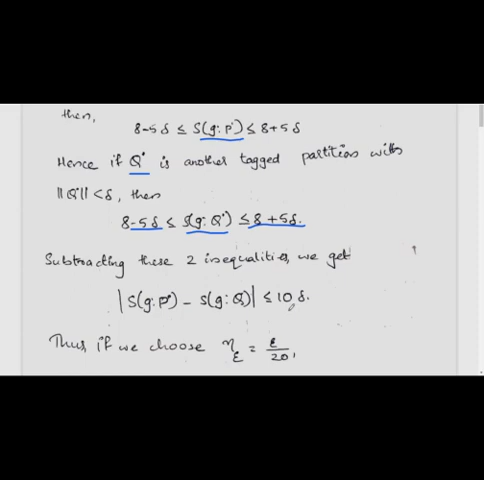 then,
8-5δ ≤ S(g:Ṗ) ≤ 8+5δ
Hence if Q̇ is another tagged partition with
||Q̇|| < δ, then
8-5δ ≤ S(g:Q̇) ≤ 8+5δ.
Subtracting these 2 inequalities, we get
|S(g:Ṗ) - S(g:Q̇)| ≤ 10δ.
Thus if we choose η_ε = ε/20,